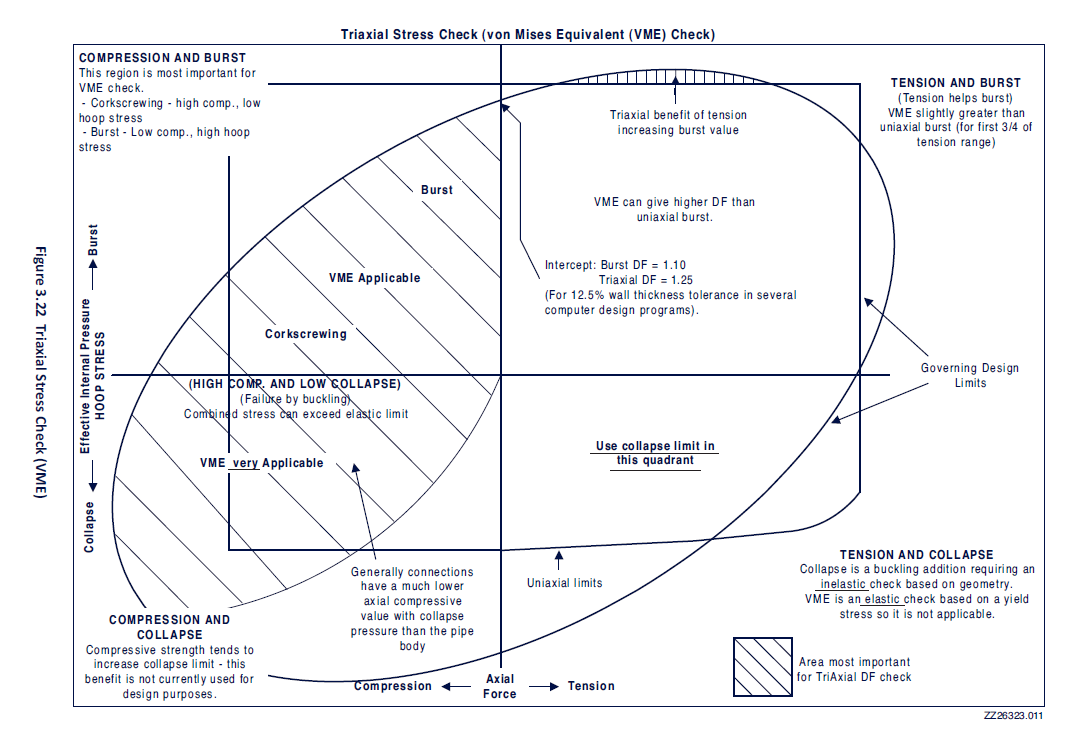 Triaxial Stress Check (von Mises Equivalent (VME) Check)
COMPRESSION AND BURST
This region is most important for
VME check.
- Corkscrewing - high comp., low
hoop stress
- Burst - Low comp., high hoop
stress
TENSION AND BURST
(Tension helps burst)
VME slightly greater than
uniaxial burst (for first 3/4 of
tension range)
Triaxial benefit of tension
increasing burst value
Burst
VME can give higher DF than
uniaxial burst.
VME Applicable
Intercept: Burst DF = 1.10
Triaxial DF = 1.25
(For 12.5% wall thickness tolerance in several
computer design programs).
Corkscrewing
Burst
Effective Internal Pressure
HOOP STRESS
Collapse
Figure 3.22 Triaxial Stress Check (VME)
(HIGH COMP. AND LOW COLLAPSE)
(Failure by buckling)
Combined stress can exceed elastic limit
Governing Design
Limits
VME very Applicable
Use collapse limit in
this quadrant
Generally connections
have a much lower
axial compressive
value with collapse
pressure than the pipe
body
Uniaxial limits
TENSION AND COLLAPSE
Collapse is a buckling addition requiring an
inelastic check based on geometry.
VME is an elastic check based on a yield
stress so it is not applicable.
COMPRESSION AND
COLLAPSE
Compressive strength tends to
increase collapse limit - this
benefit is not currently used for
design purposes.
Compression
Axial
Force
Tension
Area most important
for TriAxial DF check
ZZ26323.011